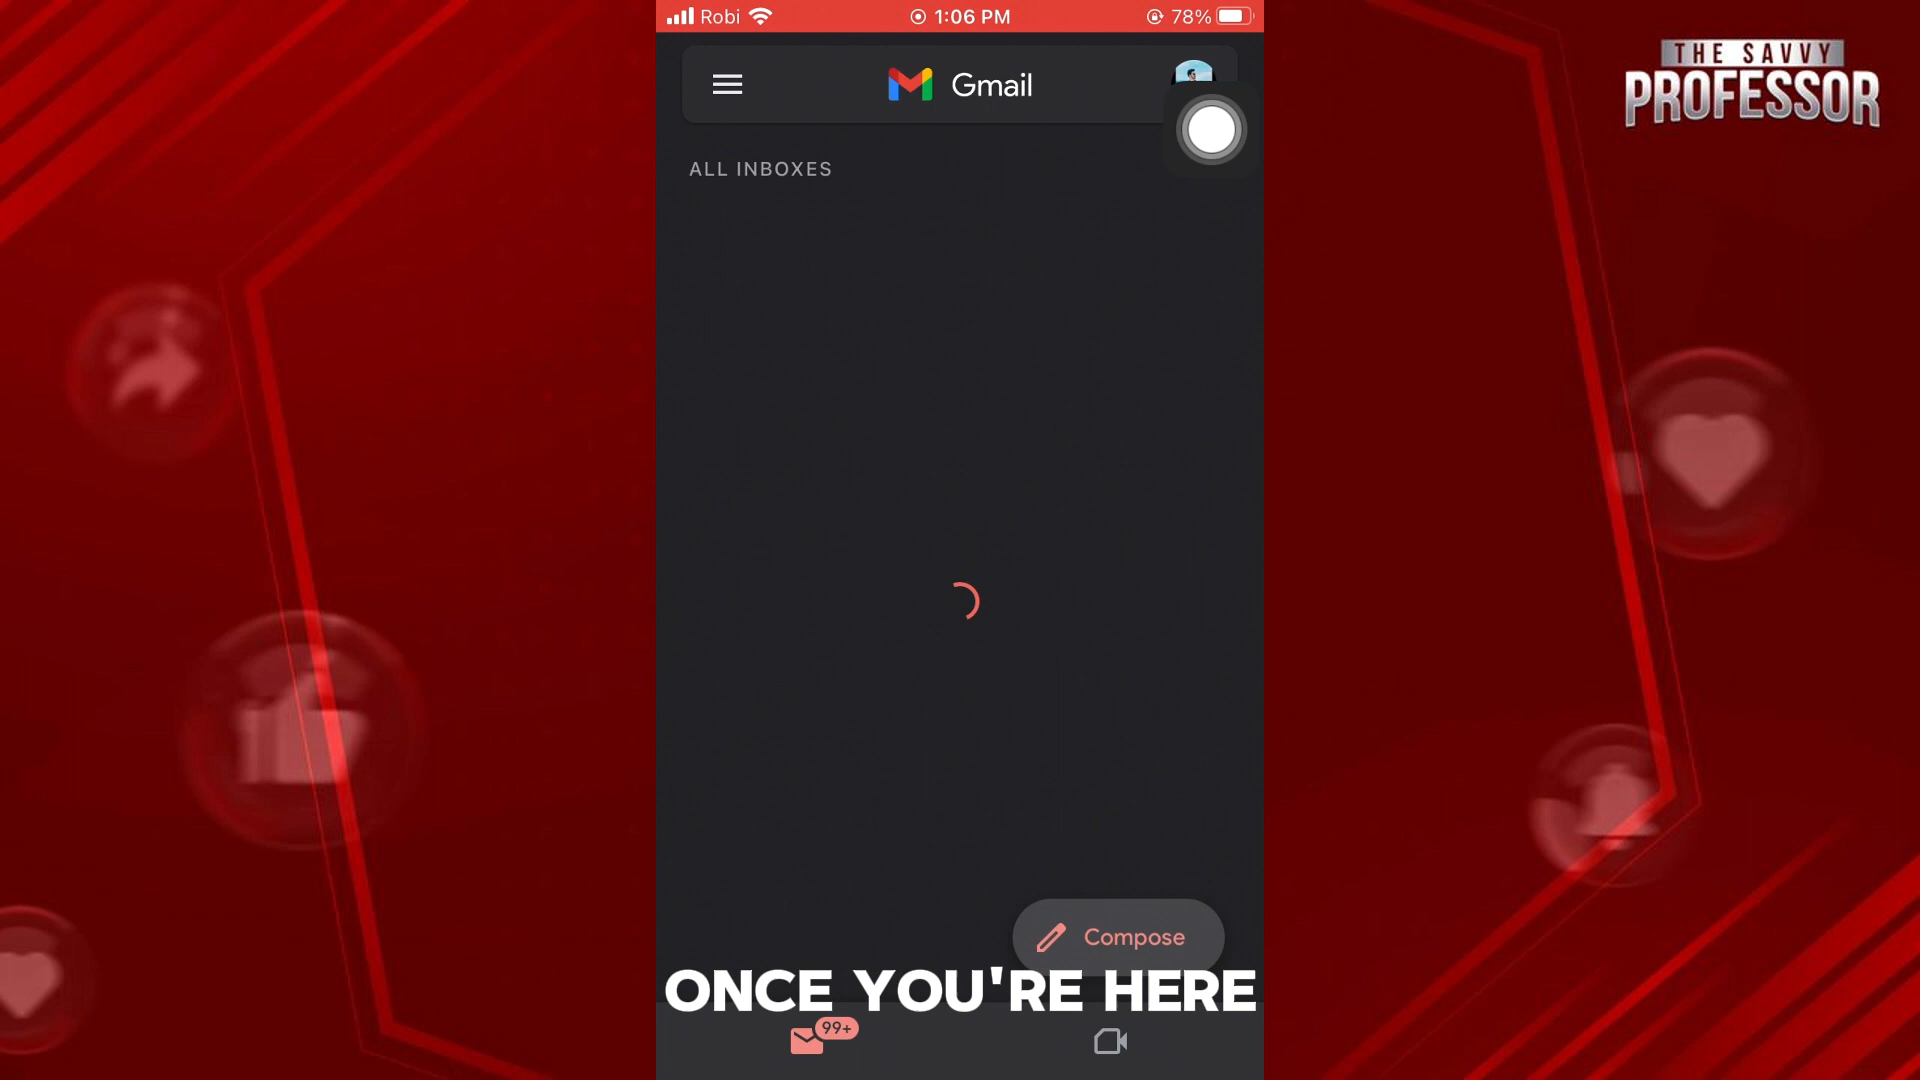 Robi
1:06 PM
78%
THE SAVVY
PROFESSOR
Gmail
ALL INBOXES
Compose
ONCE YOU'RE HERE
99+